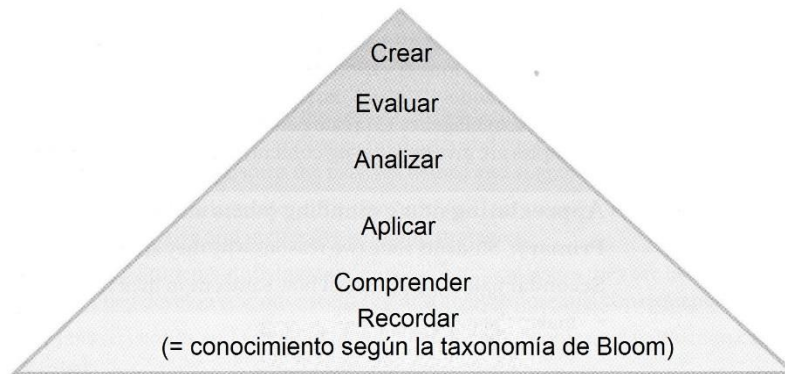 Crear
Evaluar
Analizar
Aplicar
Comprender
Recordar
(= conocimiento según la taxonomía de Bloom)